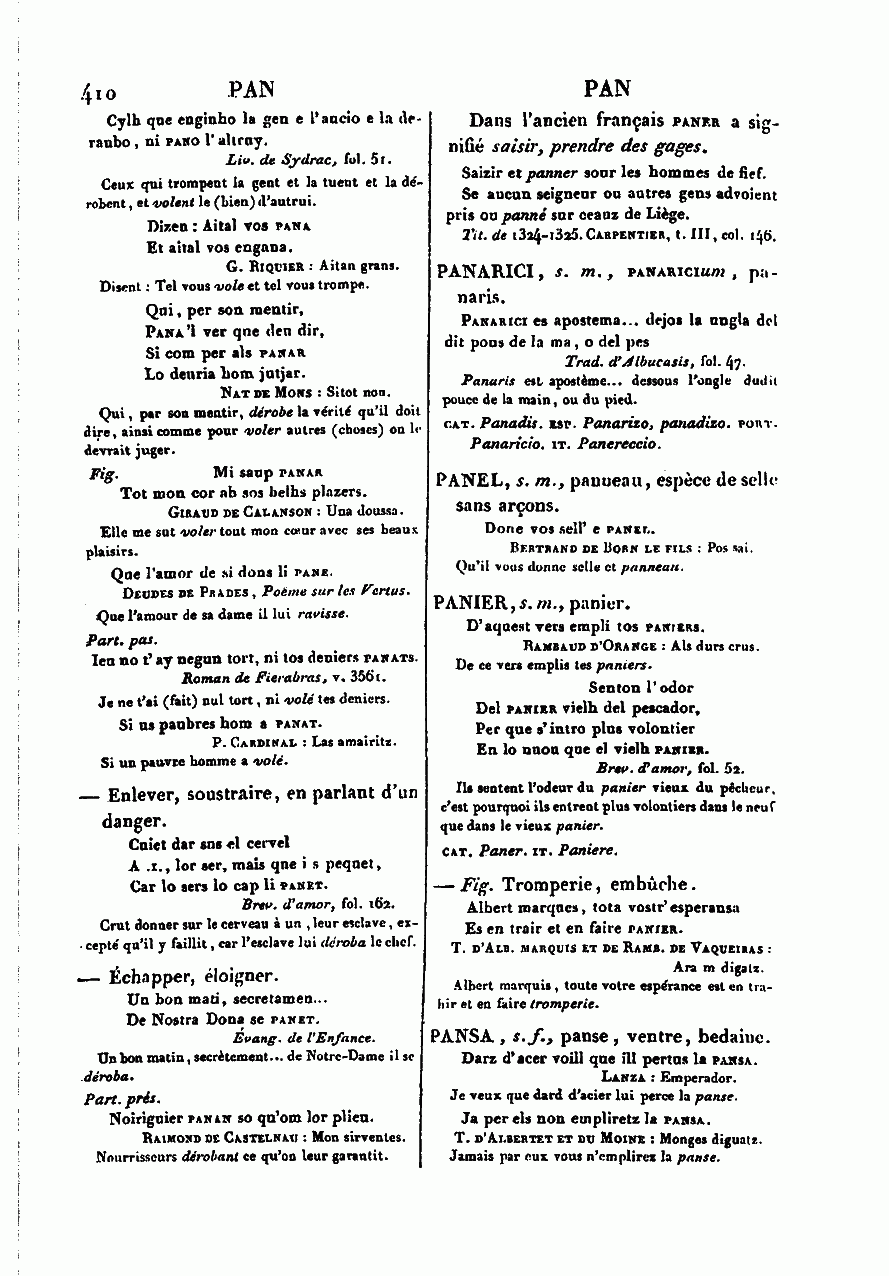 410 PAN PAN
Cylh que enginho la gen e l'aucio e la de-
raubo, ni PANO l'altruy.
Liv. de Sydrac, fol. 51.
Ceux qui trompent la gent et la tuent et la dé-
robent, et volent le (bien) d'autrui.
Dizen : Aital vos PANA
Et aital vos engana.
G. RIQUIER : Aitan grans.
Disent : Tel vous vole et tel vous trompe.
Qui, per son mentir,
PANA'l ver que deu dir,
Si com per als PANAR
Lo deuria hom jutjar.
NAT DE MONS : Sitot non.
Qui, par son mentir, dérobe la vérité qu'il doit
dire, ainsi comme pour voler autres (choses) on le
devrait juger.
Fig. Mi saup PANAR
Tot mon cor ab sos belhs plazers.
GIRAUD DE CALANSON : Una doussa.
Elle me sut voler tout mon cœur avec ses beaux
plaisirs.
Que l'amor de si dons li PANE.
DEUDES DE PRADES, Poëme sur les Vertus.
Que l'amour de sa dame il lui ravisse.
Part. pas.
Ieu no t'ay negun tort, ni tos deniers PANATS.
Roman de Fierabras, v. 3561.
Je ne t'ai (fait) nul tort, ni volé tes deniers.
Si us paubres hom a PANAT.
P. CARDINAL : Las amairitz.
Si un pauvre homme a volé.
— Enlever, soustraire, en parlant d'un
danger.
Cuiet dar sus el cervel
A .I., lor ser, mais que i s pequet,
Car lo sers lo cap li PANET.
Brev. d'amor, fol. 162.
Crut donner sur le cerveau à un, leur esclave, ex-
cepté qu'il y faillit, car l'esclave lui déroba le chef.
— Échapper, éloigner.
Un bon mati, secretamen...
De Nostra Dona se PANET.
Évang. de l'Enfance.
Un bon matin, secrètement... de Notre-Dame il se
déroba.
Part. prés.
Noiriguier PANAN so qu'om lor plieu.
RAIMOND DE CASTELNAU : Mon sirventes.
Nourrisseurs dérobant ce qu'on leur garantit.
Dans l'ancien français PANER a sig-
nifié saisir, prendre des gages.
Saizir et panner sour les hommes de fief.
Se aucun seigneur ou autres gens advoient
pris ou panné sur ceaux de Liège.
Tit. de 1324-1325. CARPENTIER, t. III, col. 146.
PANARICI, s. m., PANARICIum, pa-
naris.
PANARICI es apostema... dejos la ungla del
dit pous de la ma, o del pes
Trad. d'Albucasis, fol. 47.
Panaris est apostème... dessous l'ongle dudit
pouce de la main, ou du pied.
CAT. Panadis. ESP. Panarizo, panadizo. PORT.
Panaricio. IT. Panereccio.
PANEL, s. m., panneau, espèce de selle
sans arçons.
Done vos sell' e PANEL.
BERTRAND DE BORN LE FILS : Pos sai.
Qu'il vous donne selle et panneau.
PANIER, s. m., panier.
D'aquest vers empli tos PANIERS.
RAMBAUD D'ORANGE : Als durs crus.
De ce vers emplis tes paniers.
Senton l'odor
Del PANIER vielh del pescador,
Per que s'intro plus volontier
En lo nuou que el vielh PANIER.
Brev. d'amor, fol. 52.
Ils sentent l'odeur du panier vieux du pêcheur,
c'est pourquoi ils entrent plus volontiers dans le neuf
que dans le vieux panier.
CAT. Paner. IT. Paniere.
— Fig. Tromperie, embûche.
Albert marques, tota vostr'esperansa
Es en trair et en faire PANIER.
T. D'ALB. MARQUIS ET DE RAMB. DE VAQUEIRAS :
Ara m digatz.
Albert marquis, toute votre espérance est en tra-
hir et en faire tromperie.
PANSA, s. f., panse, ventre, bedaine.
Darz d'acer voill que ill pertus la PANSA.
LANZA : Emperador.
Je veux que dard d'acier lui perce la panse.
Ja per els non empliretz la PANSA.
T. D'ALBERTET ET DU MOINE : Monges diguatz.
Jamais par eux vous n'emplirez la panse.